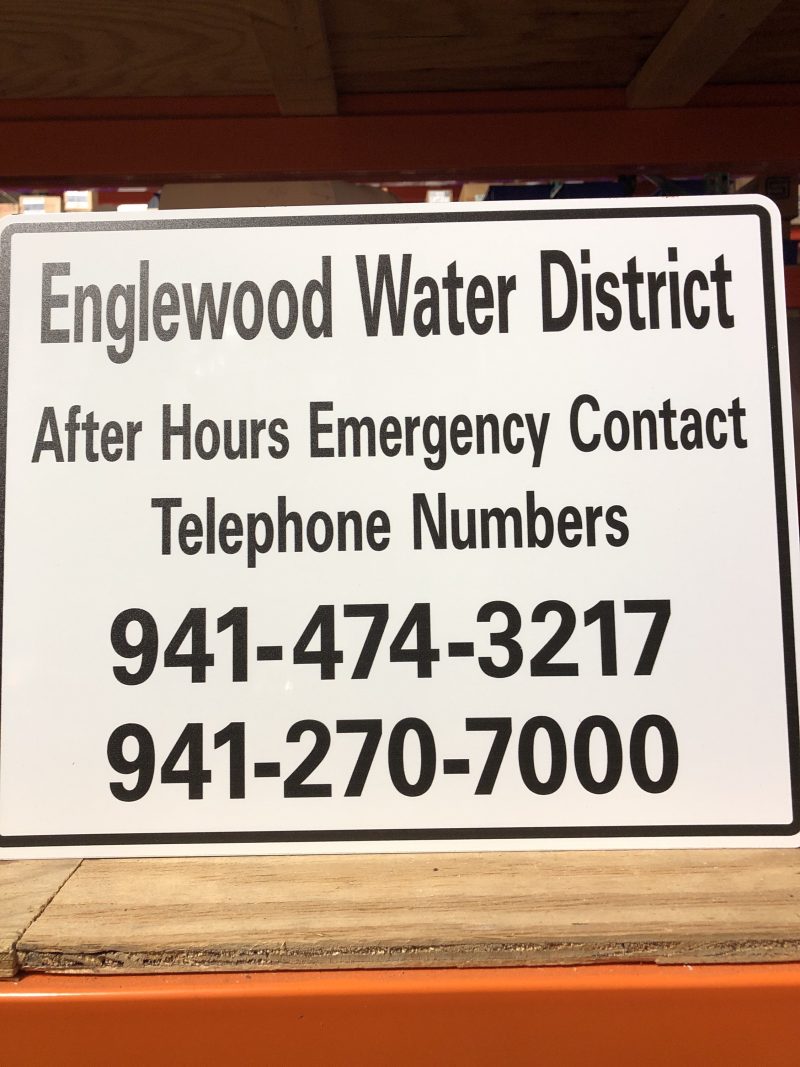 Englewood Water District
After Hours Emergency Contact
Telephone Numbers
941-474-3217
941-270-7000